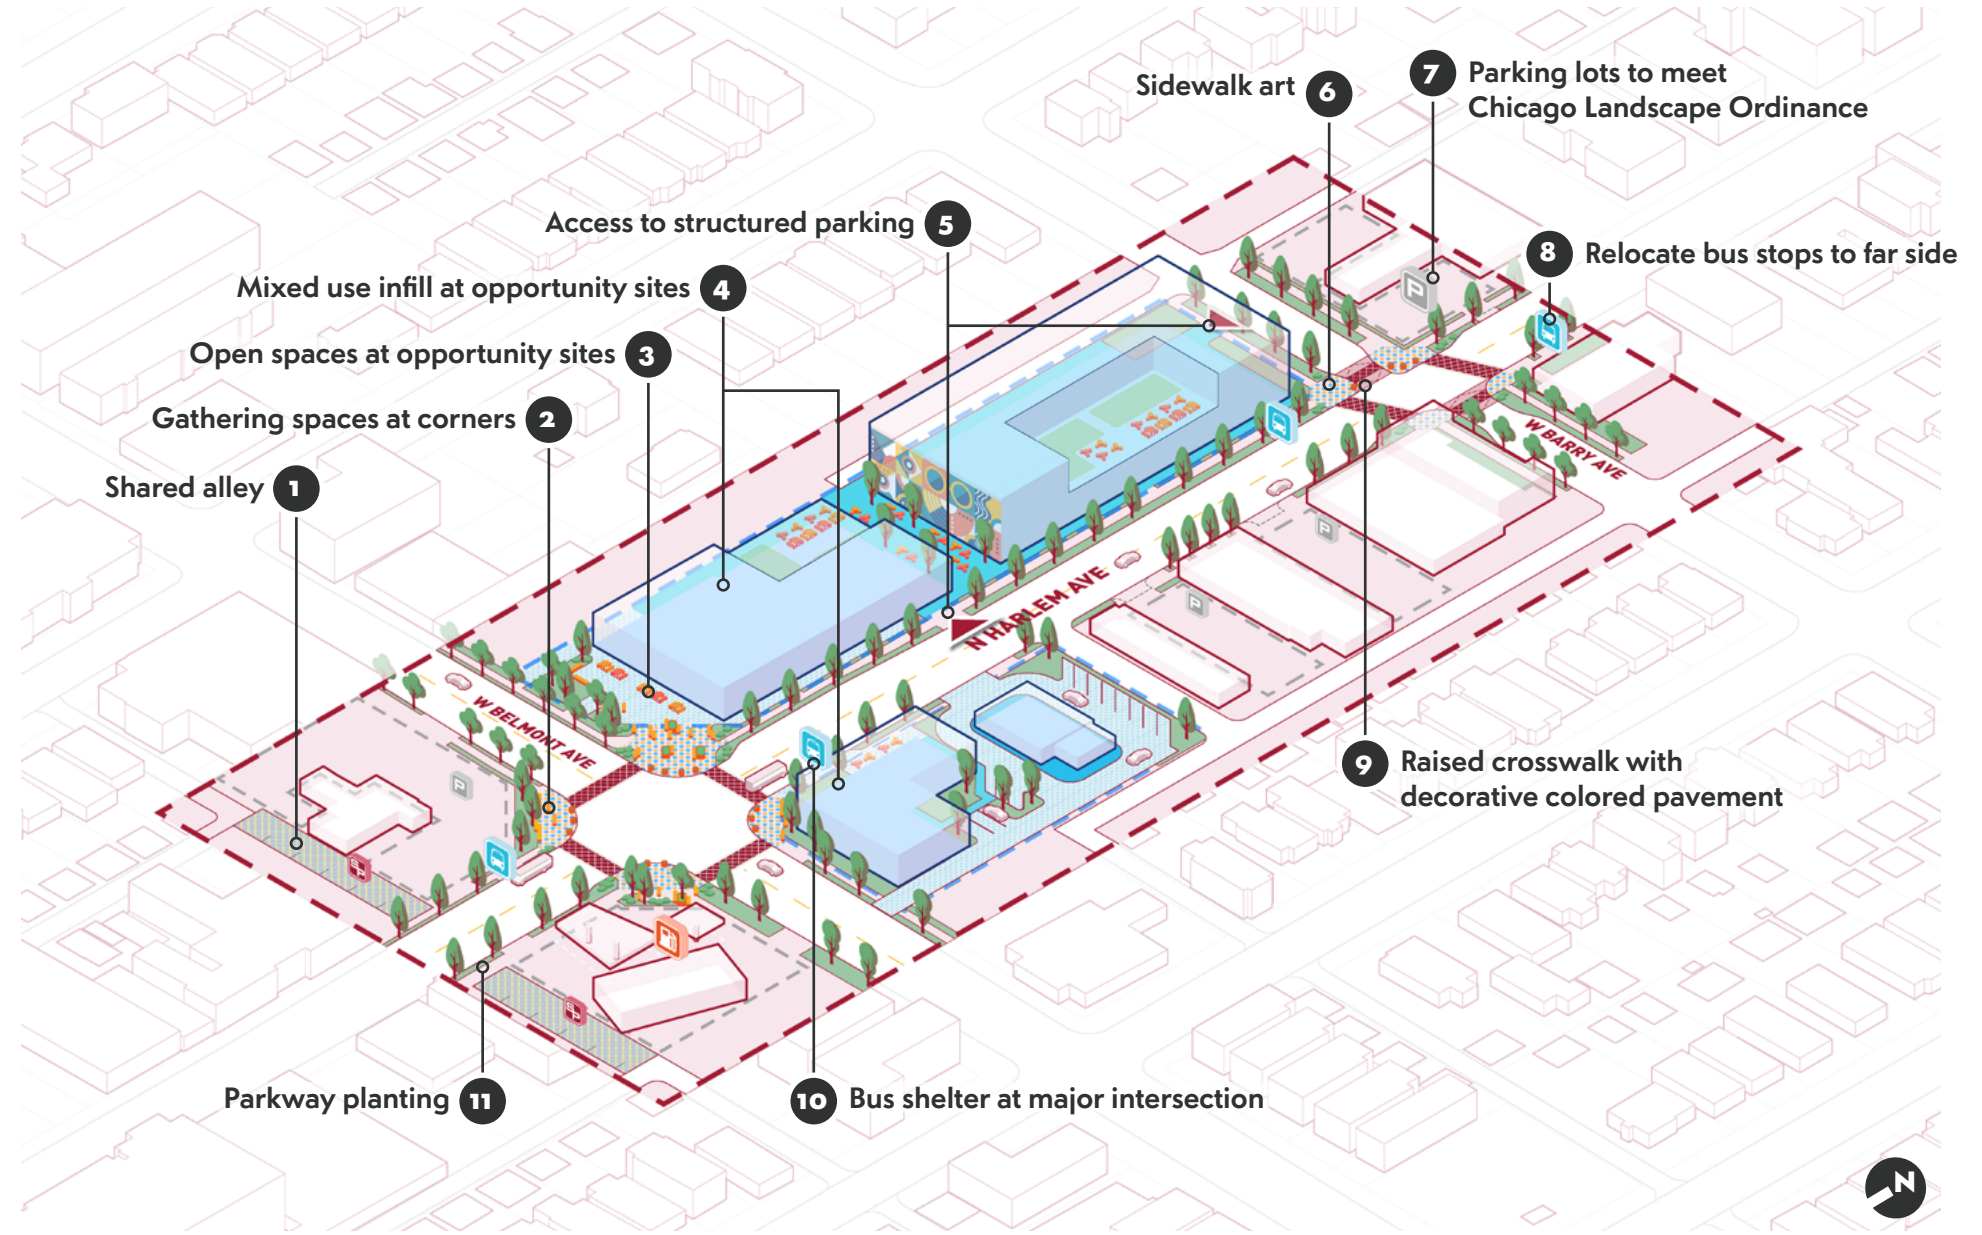 Sidewalk art 6
7 Parking lots to meet
Chicago Landscape Ordinance
Access to structured parking 5
8 Relocate bus stops to far side
Mixed use infill at opportunity sites 4
Open spaces at opportunity sites 3
Gathering spaces at corners 2
Shared alley 1
P
W BARRY AVE
P
P
N HARLEM AVE
W BELMONT AVE
P
9 Raised crosswalk with
decorative colored pavement
Parkway planting 11
10 Bus shelter at major intersection
N